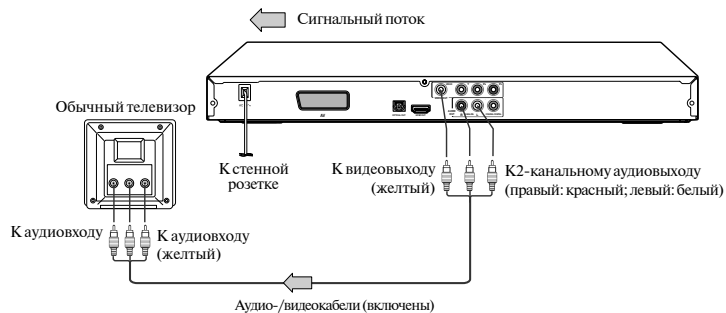 Сигнальный поток
Обычный телевизор
К стенной
розетке
К видеовыходу
(желтый)
К2-канальному аудиовыходу
(правый: красный; левый: белый)
К аудиовходу
К аудиовходу
(желтый)
Аудио-/видеокабели (включены)